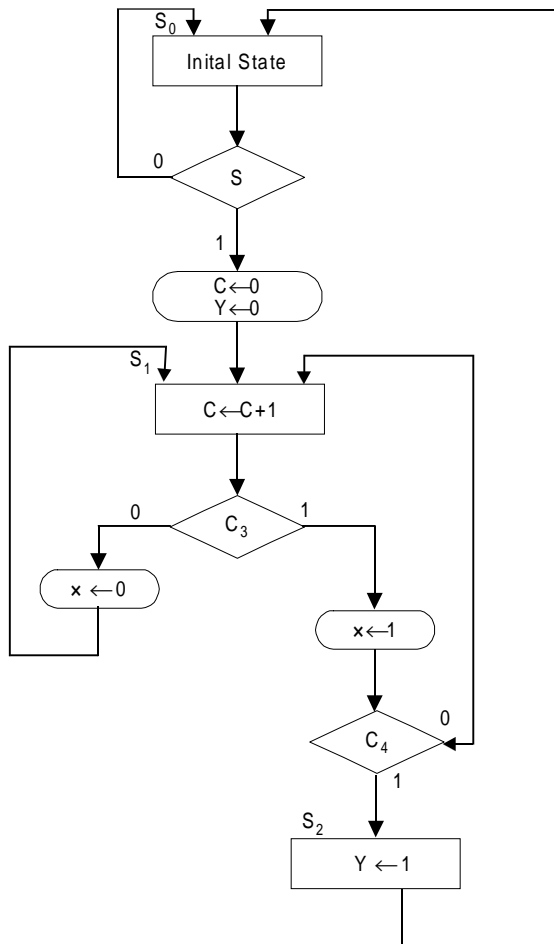 S0
Inital State
0
S
1
C←0
Y←0
S1
C←C+1
0
C3
1
x ←0
x←1
0
C4
1
S2
Y ←1